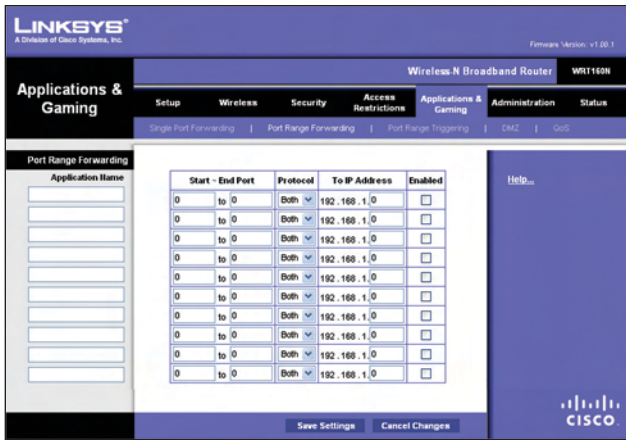 LINKSYS®
A Division of Cisco Systems, Inc.
Firmware Version: v1.00.1
Wireless-N Broadband Router WRT160N
Applications & Gaming
Setup Wireless Security Access Restrictions Applications & Gaming Administration Status
Single Port Forwarding | Port Range Forwarding | Port Range Triggering | DMZ | QoS
Port Range Forwarding
Application Name
Start ~ End Port Protocol To IP Address Enabled
0 to 0 Both 192 . 168 . 1. 0
0 to 0 Both 192 . 168 . 1. 0
0 to 0 Both 192 . 168 . 1. 0
0 to 0 Both 192 . 168 . 1. 0
0 to 0 Both 192 . 168 . 1. 0
0 to 0 Both 192 . 168 . 1. 0
0 to 0 Both 192 . 168 . 1. 0
0 to 0 Both 192 . 168 . 1. 0
0 to 0 Both 192 . 168 . 1. 0
0 to 0 Both 192 . 168 . 1. 0
Help...
Save Settings Cancel Changes
CISCO.